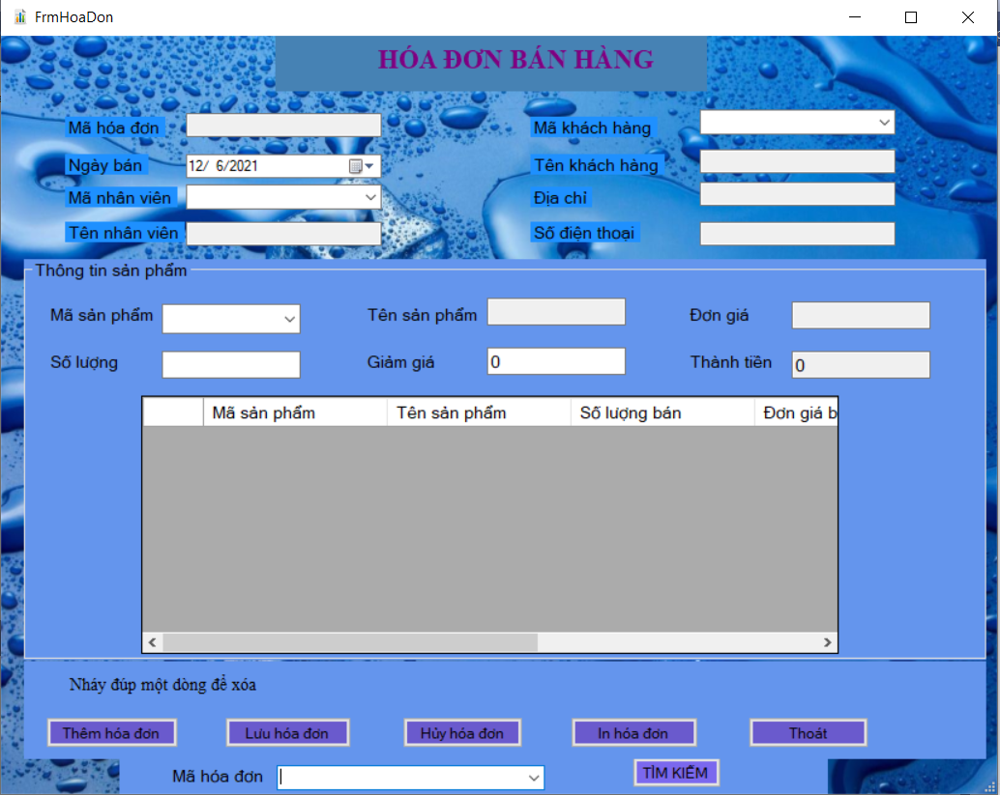 FrmHoaDon
HÓA ĐƠN BÁN HÀNG
Mã hóa đơn
Mã khách hàng
Ngày bán 12/ 6/2021
Tên khách hàng
Mã nhân viên
Địa chỉ
Tên nhân viên
Số điện thoại
Thông tin sản phẩm
Mã sản phẩm
Tên sản phẩm
Đơn giá
Số lượng
Giảm giá 0
Thành tiền 0
Mã sản phẩm Tên sản phẩm Số lượng bán Đơn giá b
Nháy đúp một dòng để xóa
Thêm hóa đơn Lưu hóa đơn Hủy hóa đơn In hóa đơn Thoát
Mã hóa đơn TÌM KIẾM